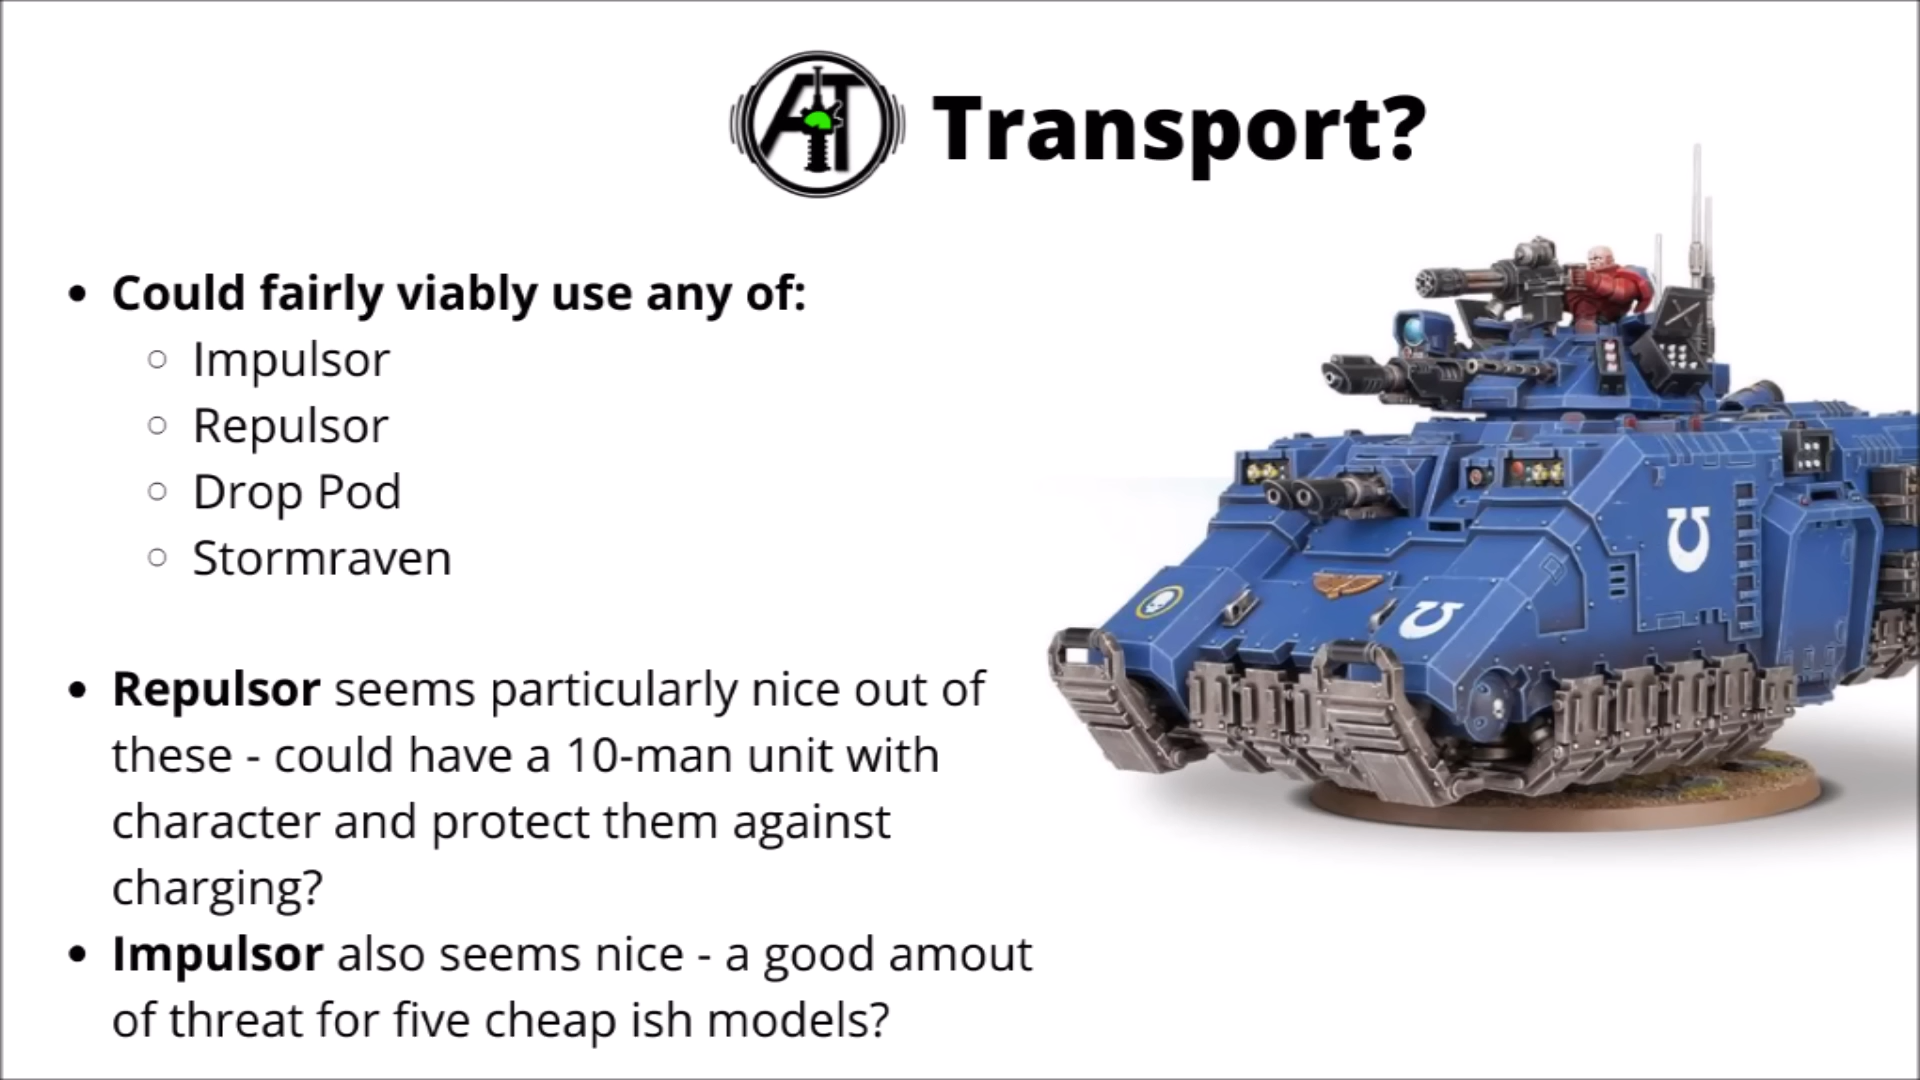 AT Transport?
Could fairly viably use any of:
Impulsor
Repulsor
Drop Pod
Stormraven
Repulsor seems particularly nice out of
these - could have a 10-man unit with
character and protect them against
charging?
Impulsor also seems nice - a good amout
of threat for five cheap ish models?